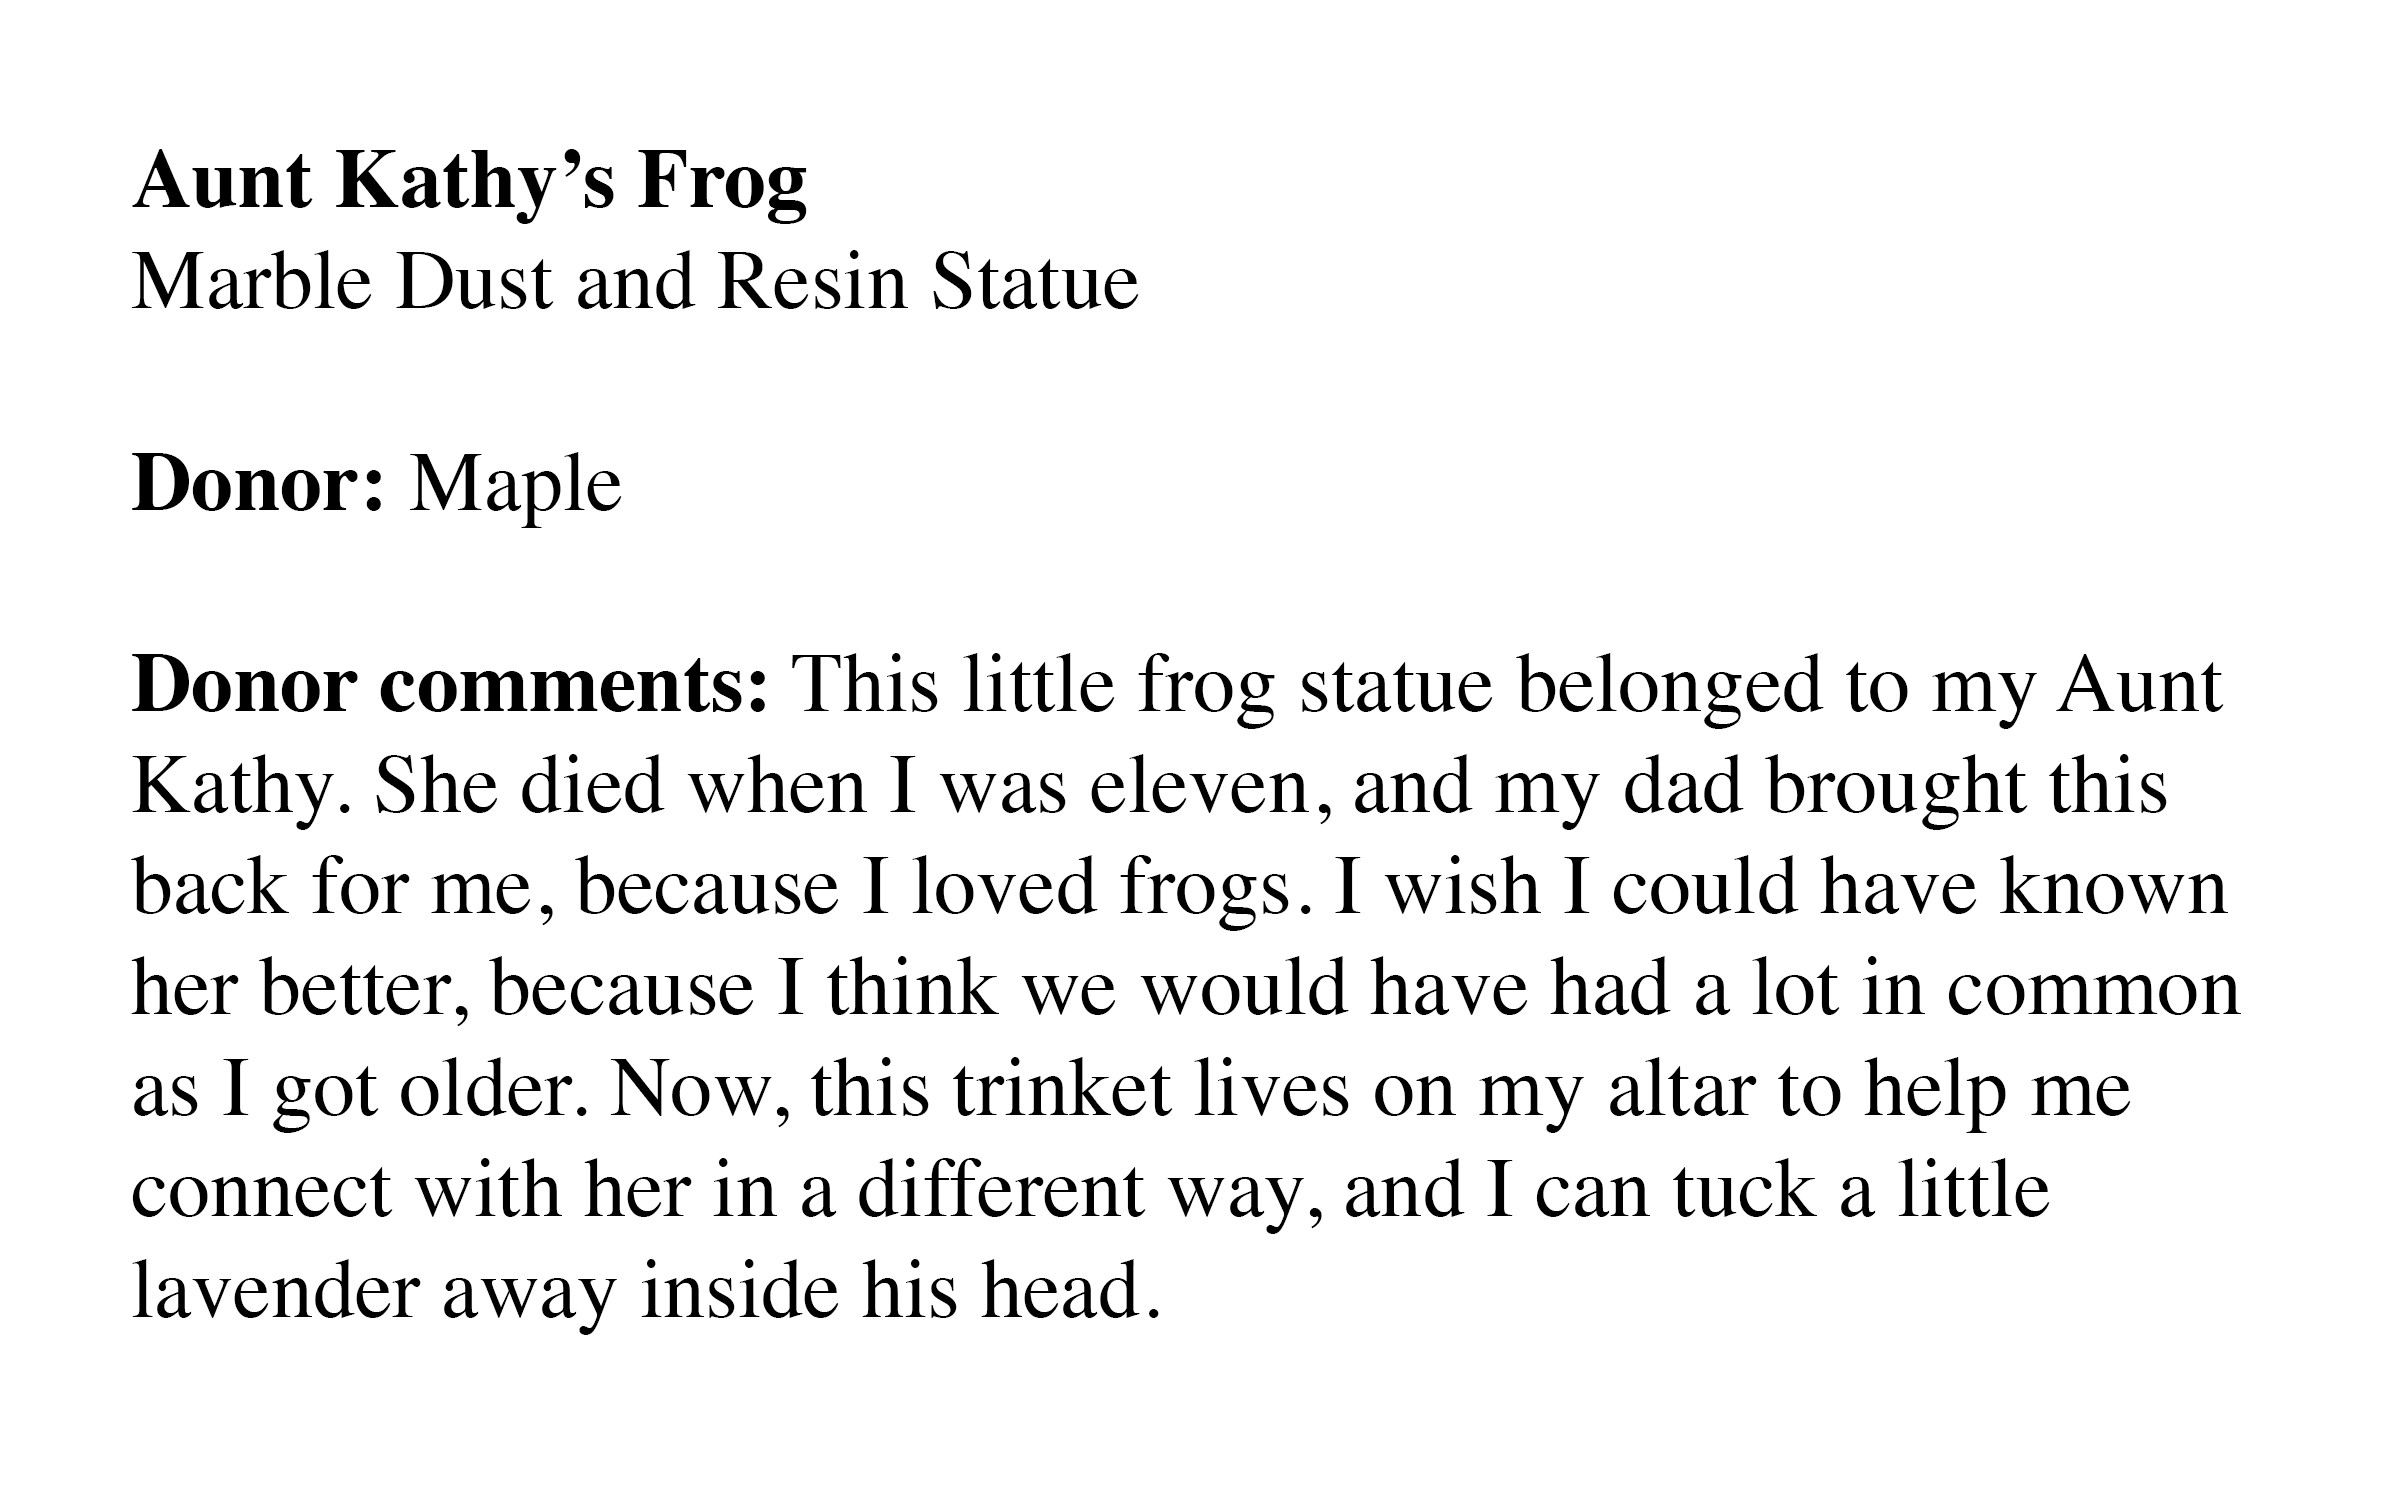 Aunt Kathy’s Frog
Marble Dust and Resin Statue
Donor: Maple
Donor comments: This little frog statue belonged to my Aunt
Kathy. She died when I was eleven, and my dad brought this
back for me, because I loved frogs. I wish I could have known
her better, because I think we would have had a lot in common
as I got older. Now, this trinket lives on my altar to help me
connect with her in a different way, and I can tuck a little
lavender away inside his head.